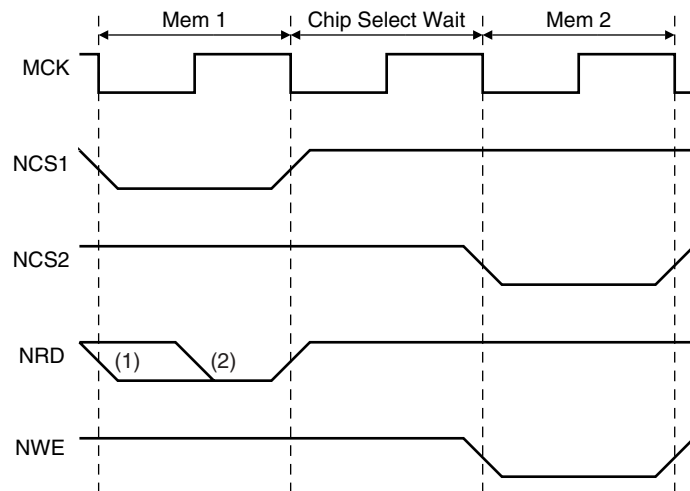 Mem 1 Chip Select Wait Mem 2
MCK
NCS1
NCS2
NRD (1) (2)
NWE